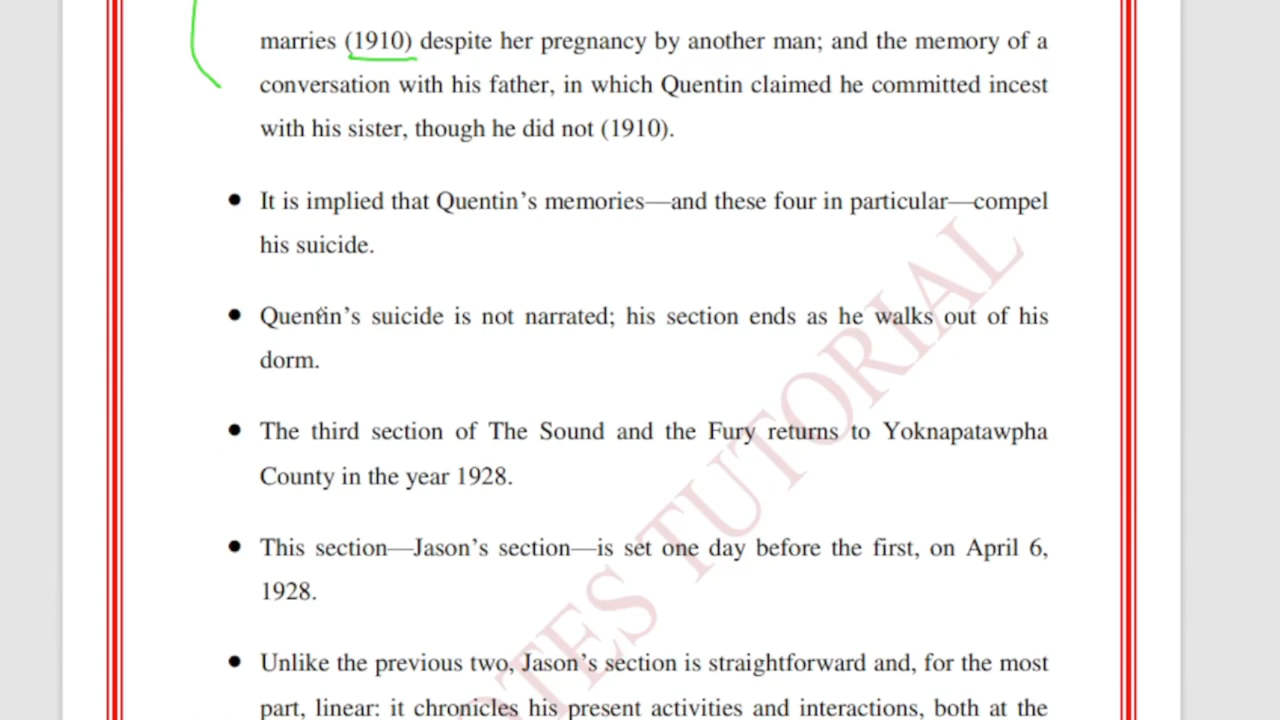 marries (1910) despite her pregnancy by another man; and the memory of a
conversation with his father, in which Quentin claimed he committed incest
with his sister, though he did not (1910).
● It is implied that Quentin’s memories—and these four in particular—compel
his suicide.
● Quentin’s suicide is not narrated; his section ends as he walks out of his
dorm.
● The third section of The Sound and the Fury returns to Yoknapatawpha
County in the year 1928.
● This section—Jason’s section—is set one day before the first, on April 6,
1928.
● Unlike the previous two, Jason’s section is straightforward and, for the most
part, linear: it chronicles his present activities and interactions, both at the
TES TUTORIAL